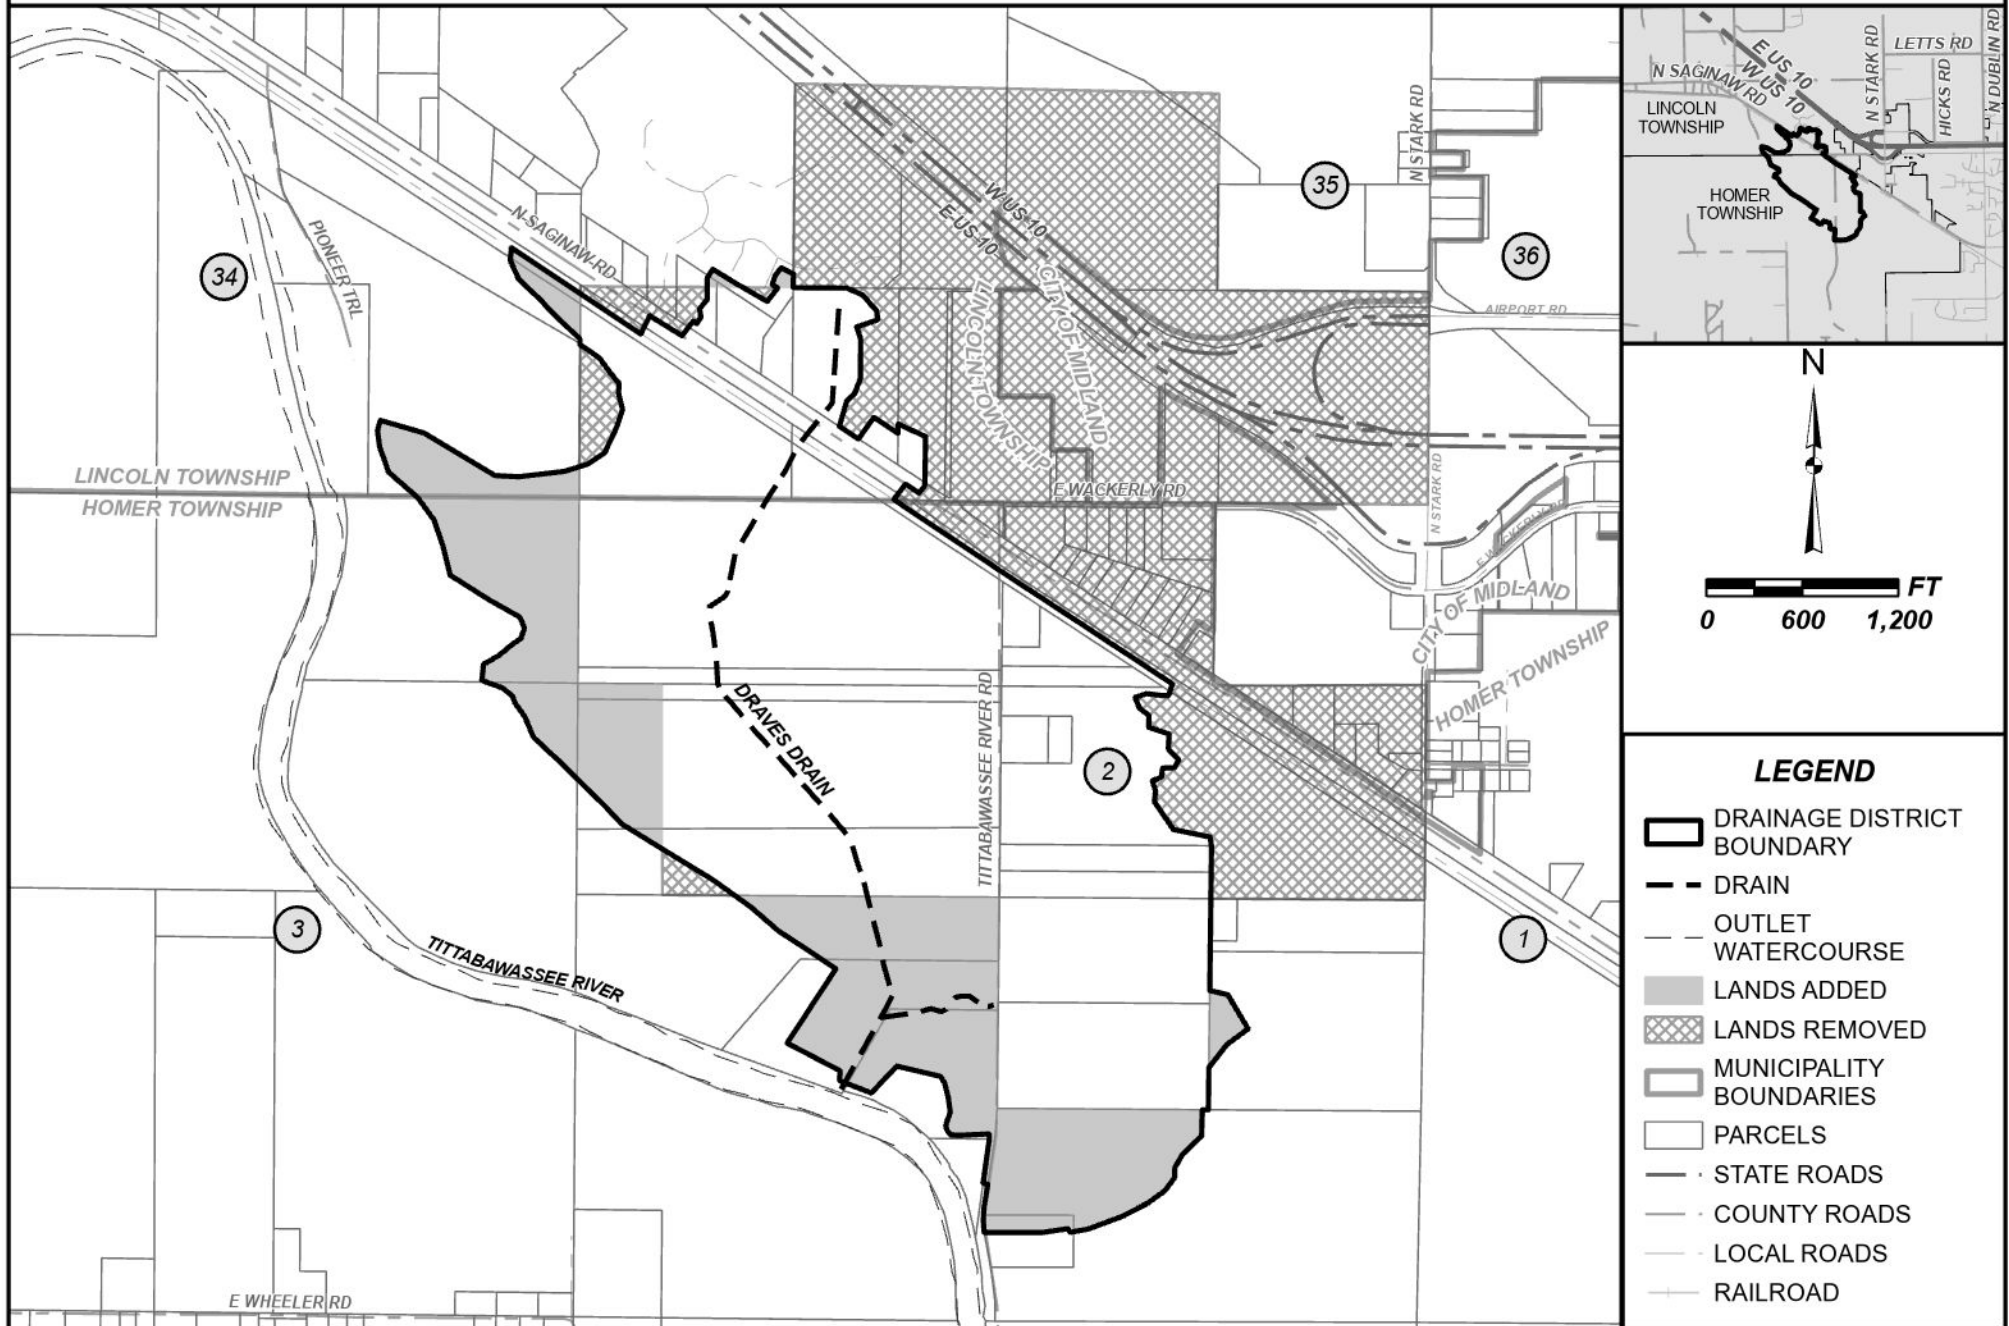 N SAGINAW RD
PIONEER TRL
34
W US 10
E US 10
N STARK RD
35
36
AIRPORT RD
LINCOLN TOWNSHIP
CITY OF MIDLAND
LINCOLN TOWNSHIP
HOMER TOWNSHIP
E WACKERLY RD
N STARK RD
E WACKERLY RD
CITY OF MIDLAND
HOMER TOWNSHIP
DRAVES DRAIN
TITTABAWASSEE RIVER RD
2
3
TITTABAWASSEE RIVER
1
E WHEELER RD
E US 10
W US 10
N SAGINAW RD
N STARK RD
LETTS RD
HICKS RD
N DUBLIN RD
LINCOLN
TOWNSHIP
HOMER
TOWNSHIP
N
FT
0 600 1,200
LEGEND
DRAINAGE DISTRICT
BOUNDARY
DRAIN
OUTLET
WATERCOURSE
LANDS ADDED
LANDS REMOVED
MUNICIPALITY
BOUNDARIES
PARCELS
STATE ROADS
COUNTY ROADS
LOCAL ROADS
RAILROAD